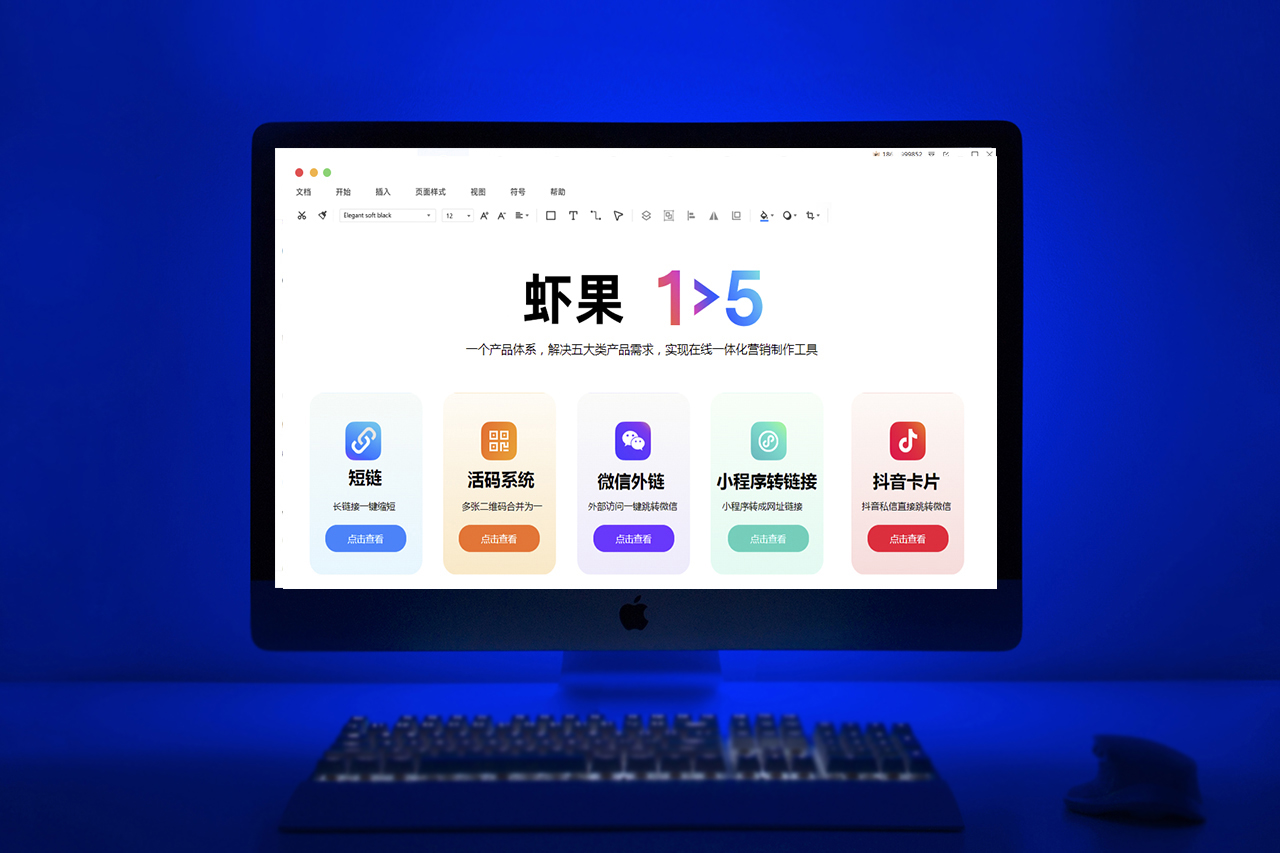 文档 开始 插入 页面样式 视图 符号 帮助
Elegant soft black 12
虾果 1>5
一个产品体系，解决五大类产品需求，实现在线一体化营销制作工具
短链 活码系统 微信外链 小程序转链接 抖音卡片
长链接一键缩短 多张二维码合并为一 外部访问一键跳转微信 小程序转成网址链接 抖音私信直接跳转微信
点击查看 点击查看 点击查看 点击查看 点击查看